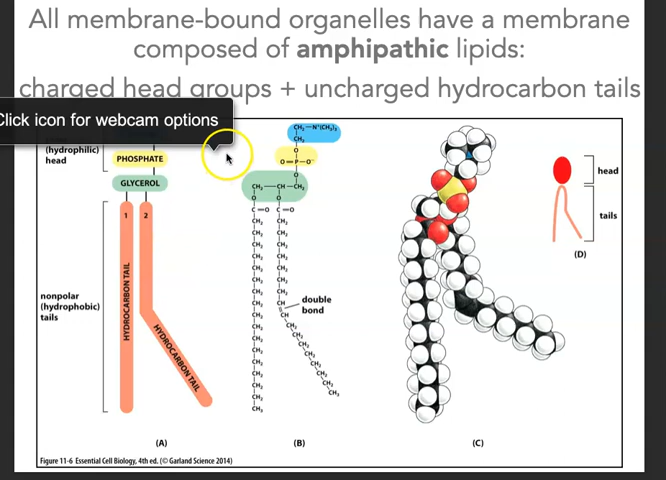 All membrane-bound organelles have a membrane
composed of amphipathic lipids:
charged head groups + uncharged hydrocarbon tails
Click icon for webcam options
(hydrophilic)
head
PHOSPHATE
GLYCEROL
1 2
HYDROCARBON TAIL
HYDROCARBON TAIL
nonpolar
(hydrophobic)
tails
(A)
CH₂—N⁺(CH₃)₃
CH₂
O
O=P—O⁻
O
CH₂—CH—CH₂
O O
C=O C=O
CH₂ CH₂
CH₂ CH₂
CH₂ CH₂
CH₂ CH₂
CH₂ CH₂
CH₂ CH₂
CH₂ CH₂
CH₂ CH
CH₂ CH
CH₂ CH₂
CH₂ CH₂
CH₂ CH₂
CH₂ CH₂
CH₂ CH₂
CH₂ CH₂
CH₂ CH₂
CH₃ CH₃
double
bond
(B)
(C)
head
tails
(D)
Figure 11-6 Essential Cell Biology, 4th ed. (© Garland Science 2014)